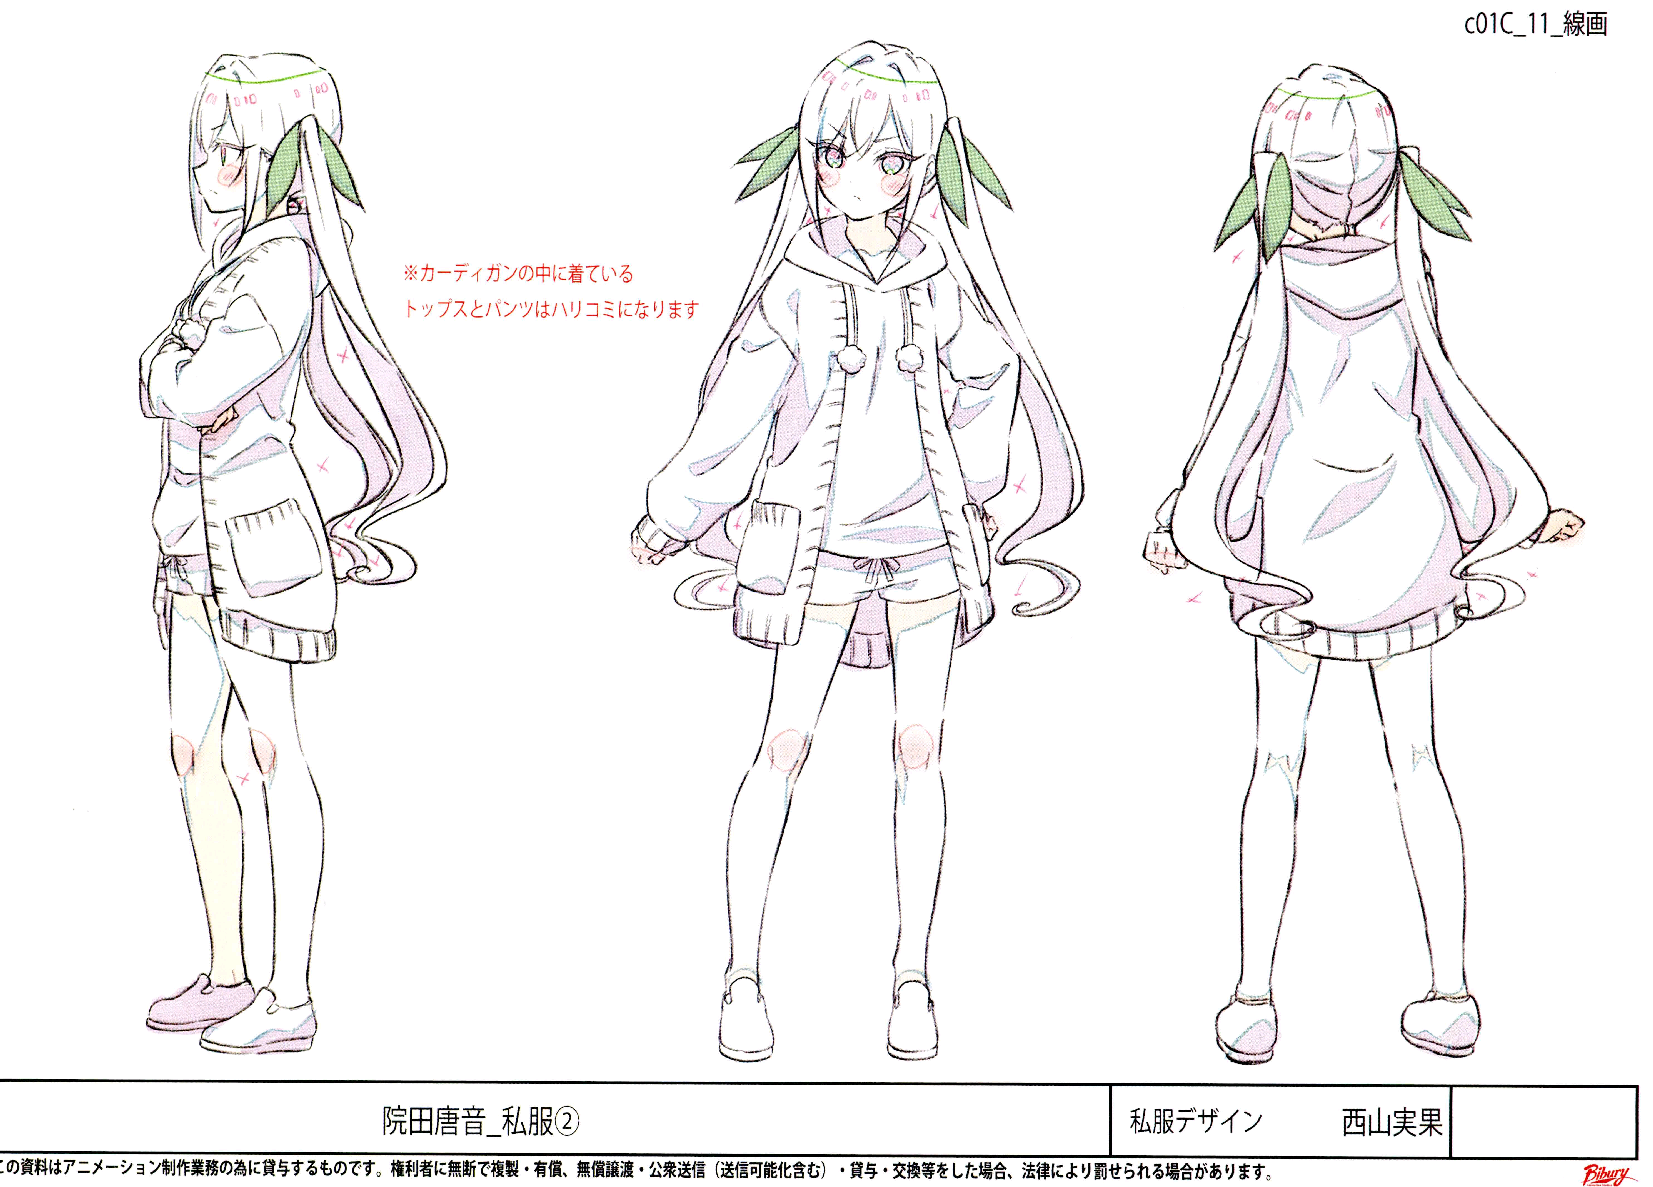 c01C_11_線画
※カーディガンの中に着ている
トップスとパンツはハリコミになります
院田唐音_私服②
私服デザイン 西山実果
この資料はアニメーション制作業務の為に貸与するものです。権利者に無断で複製・有償、無償譲渡・公衆送信（送信可能化含む）・貸与・交換等をした場合、法律により罰せられる場合があります。
Bibury